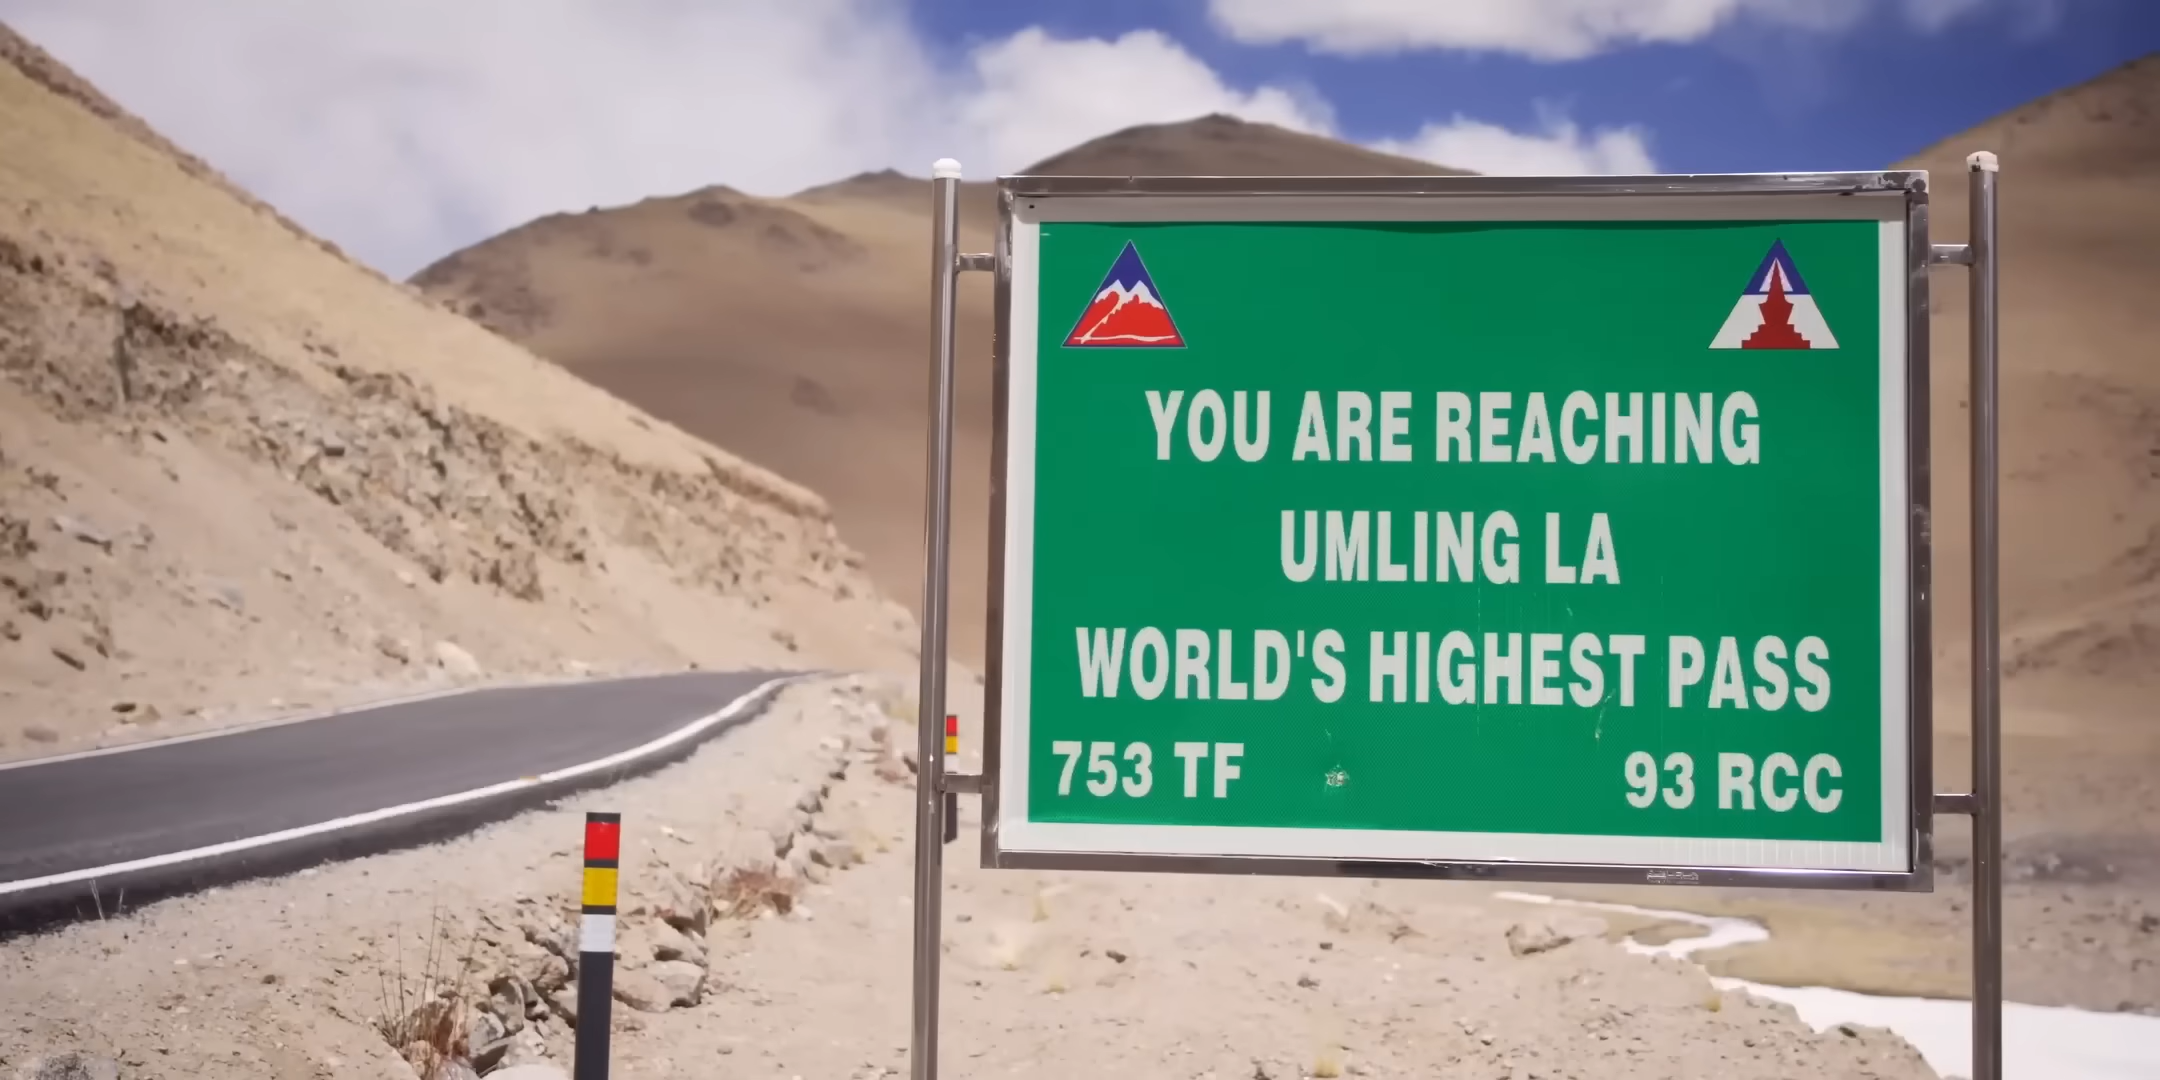 YOU ARE REACHING
UMLING LA
WORLD'S HIGHEST PASS
753 TF 93 RCC